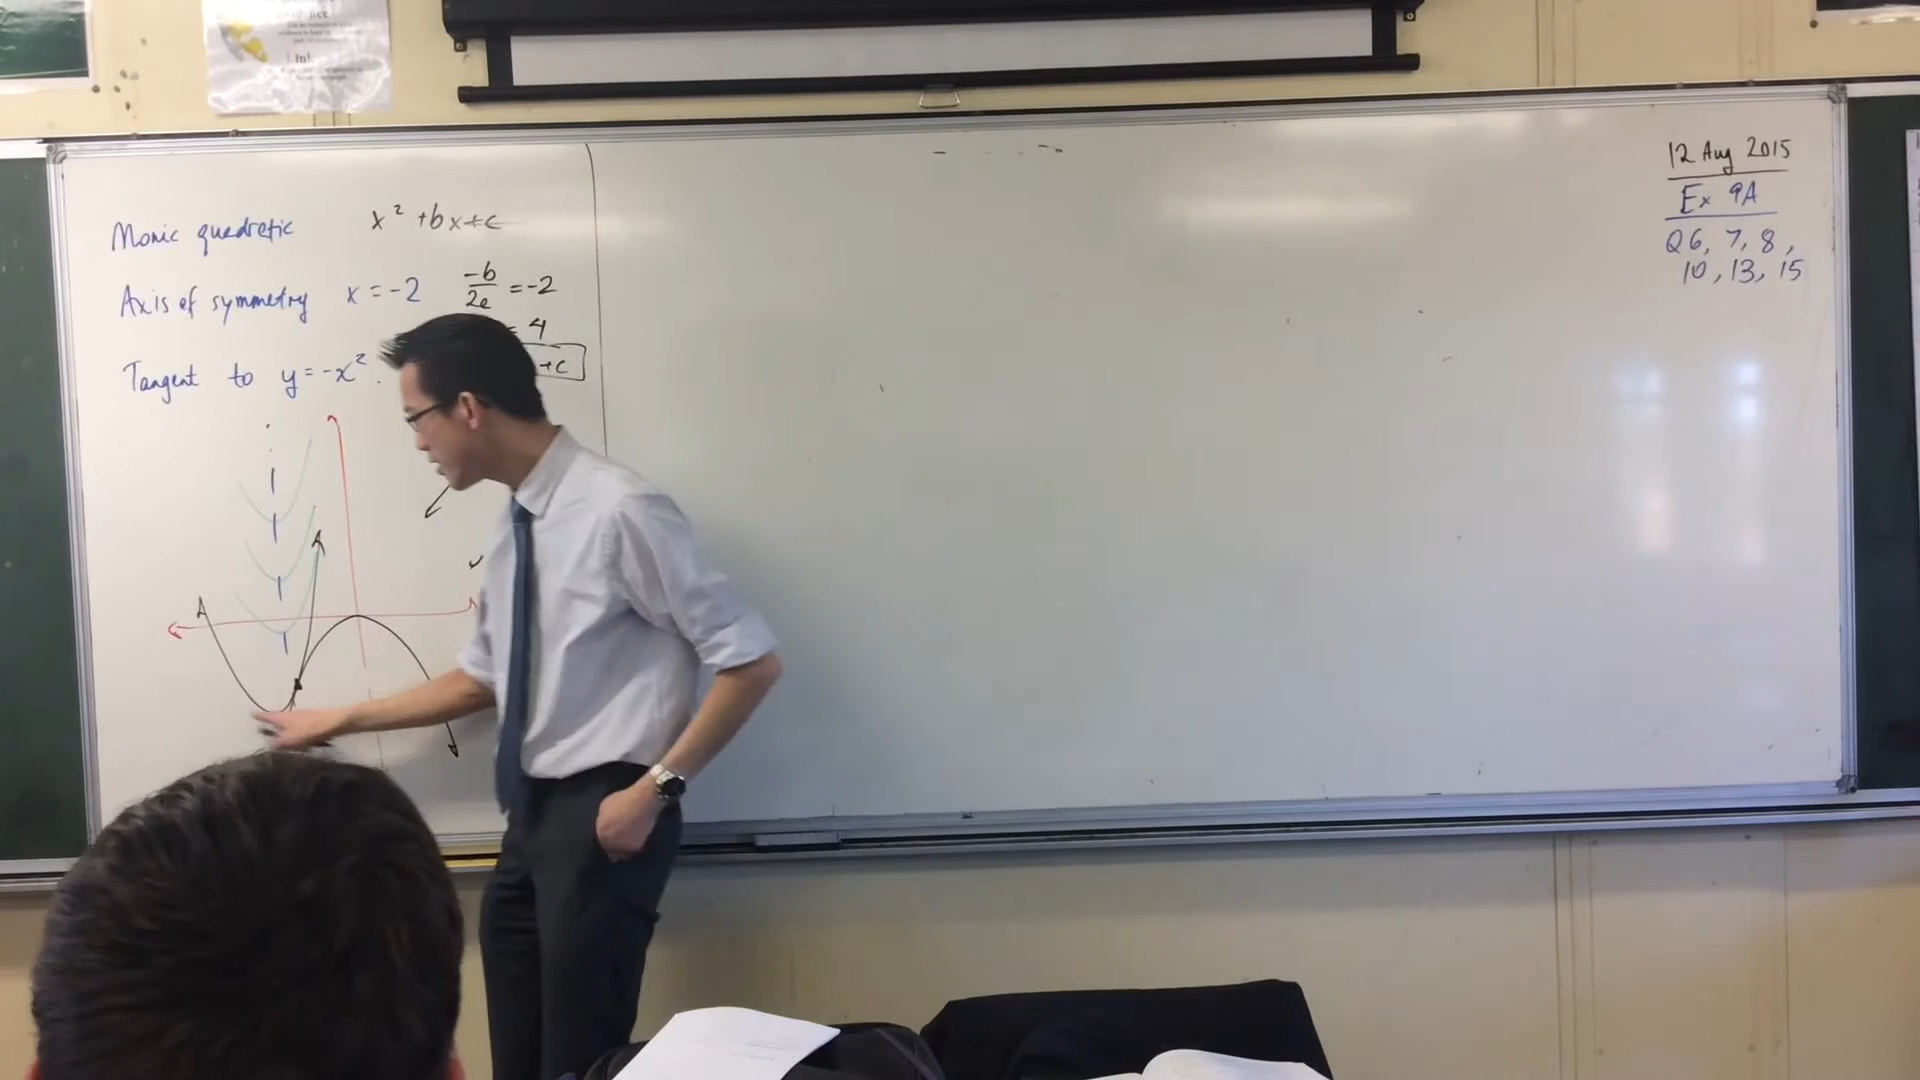 Monic quadratic x² + bx + c
Axis of symmetry x = -2 -b/2a = -2
= 4
Tangent to y = -x².
+c
12 Aug 2015
Ex 9A
Q6, 7, 8,
10, 13, 15